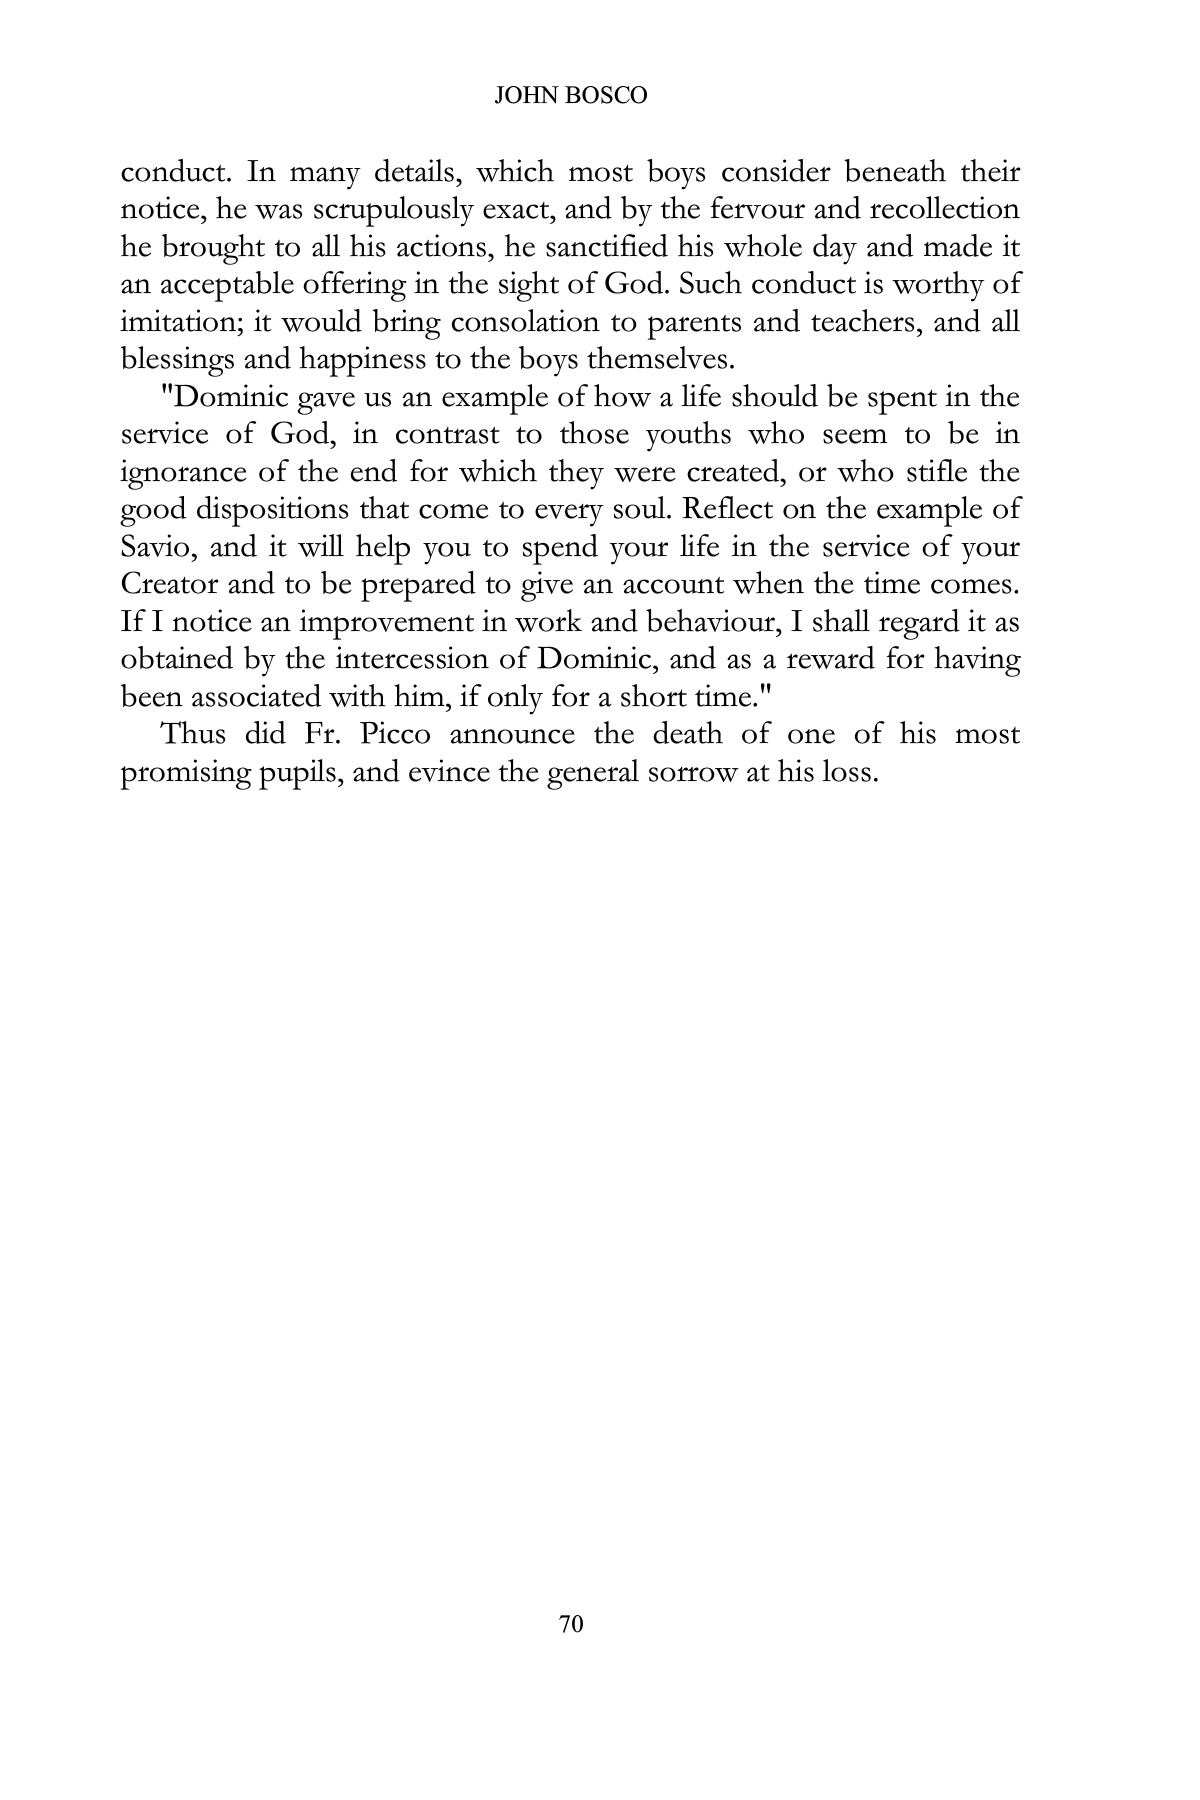 JOHN BOSCO
conduct. In many details, which most boys consider beneath their
notice, he was scrupulously exact, and by the fervour and recollection
he brought to all his actions, he sanctified his whole day and made it
an acceptable offering in the sight of God. Such conduct is worthy of
imitation; it would bring consolation to parents and teachers, and all
blessings and happiness to the boys themselves.
"Dominic gave us an example of how a life should be spent in the
service of God, in contrast to those youths who seem to be in
ignorance of the end for which they were created, or who stifle the
good dispositions that come to every soul. Reflect on the example of
Savio, and it will help you to spend your life in the service of your
Creator and to be prepared to give an account when the time comes.
If I notice an improvement in work and behaviour, I shall regard it as
obtained by the intercession of Dominic, and as a reward for having
been associated with him, if only for a short time."
Thus did Fr. Picco announce the death of one of his most
promising pupils, and evince the general sorrow at his loss.
70